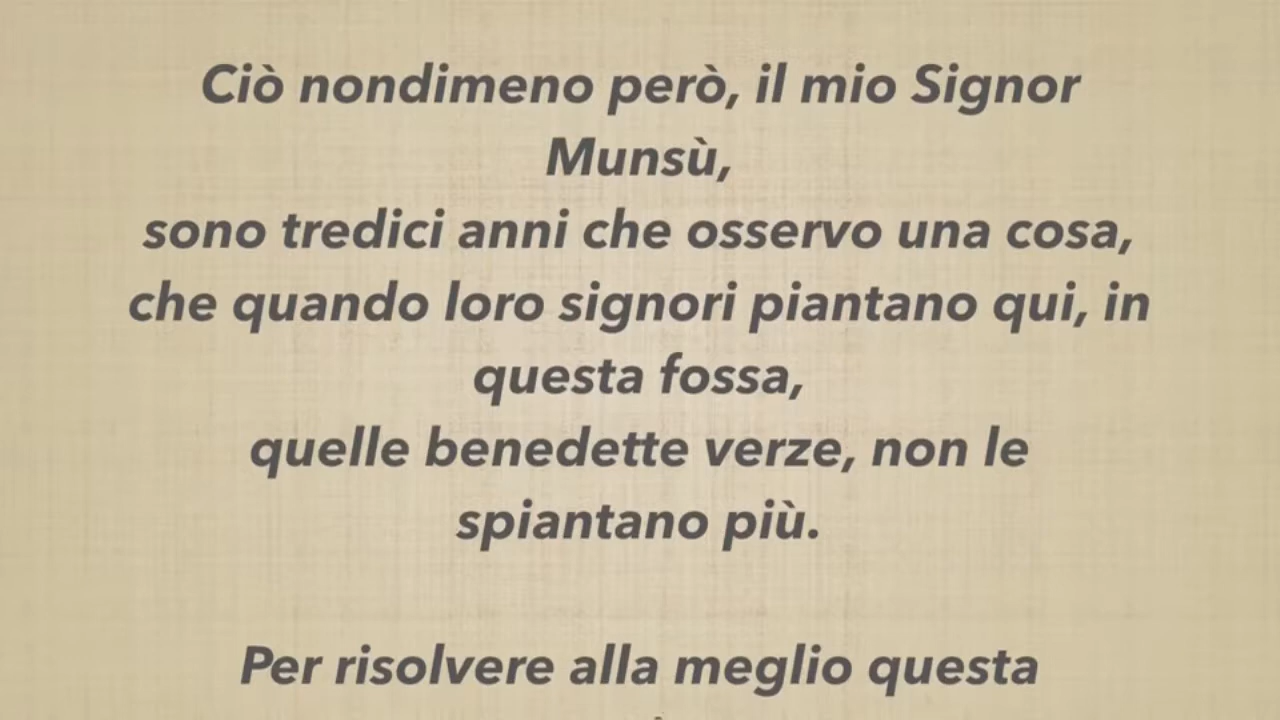 Ciò nondimeno però, il mio Signor
Munsù,
sono tredici anni che osservo una cosa,
che quando loro signori piantano qui, in
questa fossa,
quelle benedette verze, non le
spiantano più.
Per risolvere alla meglio questa